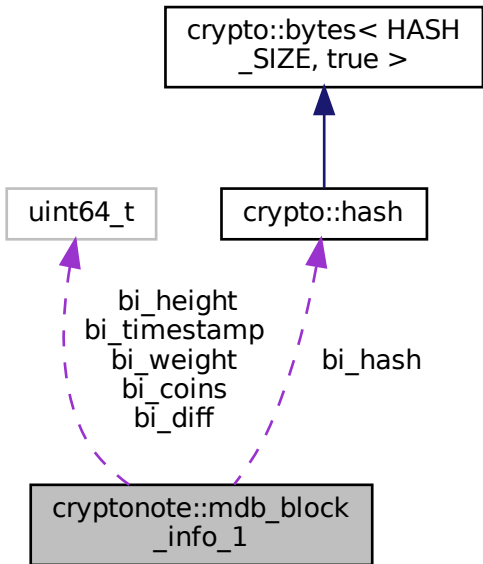 crypto::bytes< HASH
_SIZE, true >
uint64_t
crypto::hash
bi_height
bi_timestamp
bi_weight
bi_coins
bi_diff
bi_hash
cryptonote::mdb_block
_info_1